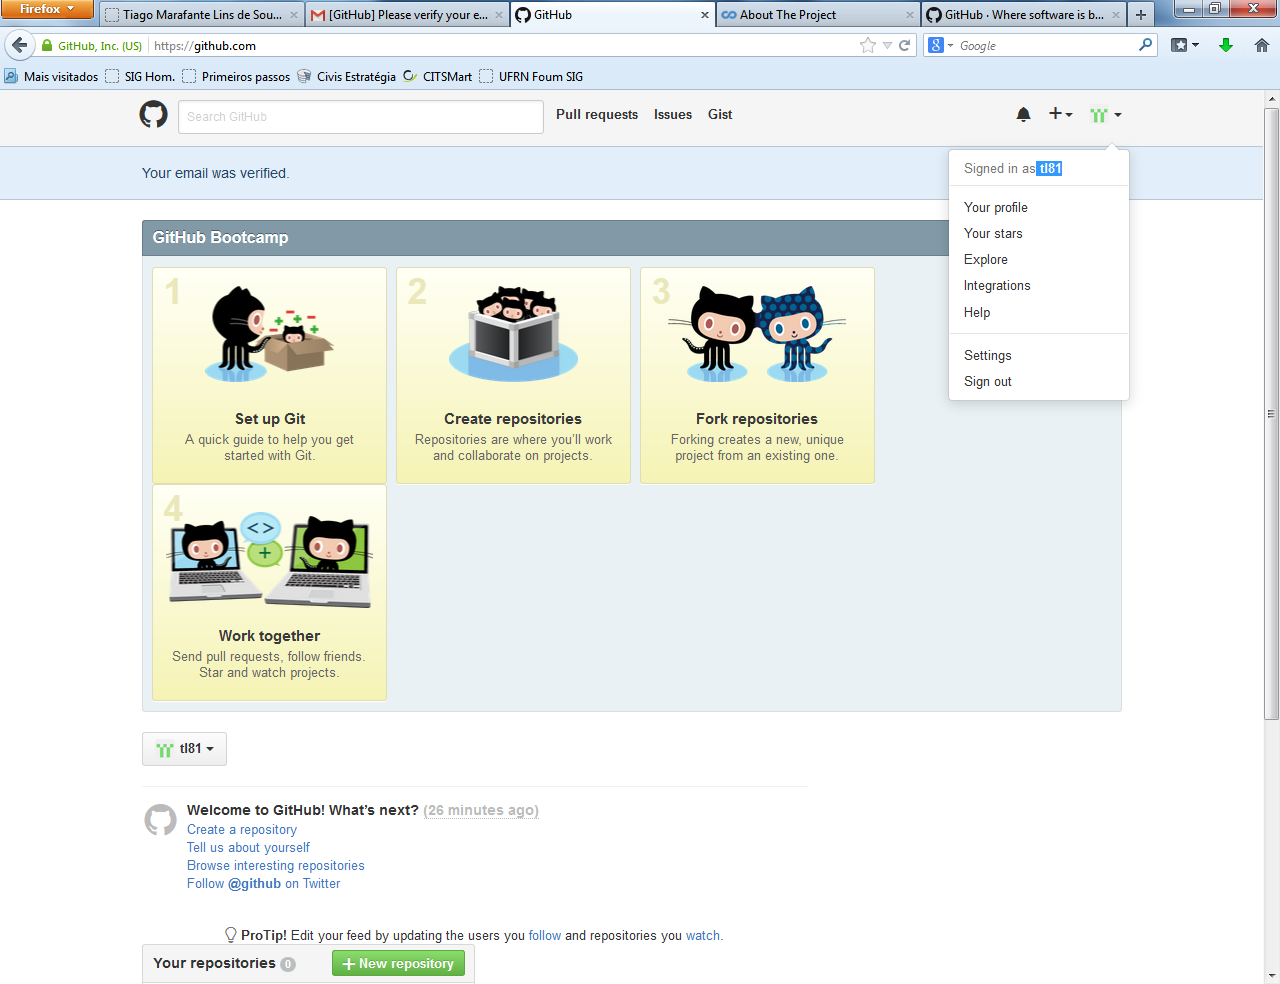 Firefox
Tiago Marafante Lins de Sou...
[GitHub] Please verify your e...
GitHub
About The Project
GitHub · Where software is b...
GitHub, Inc. (US)
https://github.com
Google
Mais visitados
SIG Hom.
Primeiros passos
Civis Estratégia
CITSMart
UFRN Foum SIG
Search GitHub
Pull requests
Issues
Gist
Your email was verified.
Signed in as tl81
Your profile
Your stars
Explore
Integrations
Help
Settings
Sign out
GitHub Bootcamp
1
Set up Git
A quick guide to help you get
started with Git.
2
Create repositories
Repositories are where you'll work
and collaborate on projects.
3
Fork repositories
Forking creates a new, unique
project from an existing one.
4
Work together
Send pull requests, follow friends.
Star and watch projects.
tl81
Welcome to GitHub! What's next? (26 minutes ago)
Create a repository
Tell us about yourself
Browse interesting repositories
Follow @github on Twitter
ProTip! Edit your feed by updating the users you follow and repositories you watch.
Your repositories 0
New repository